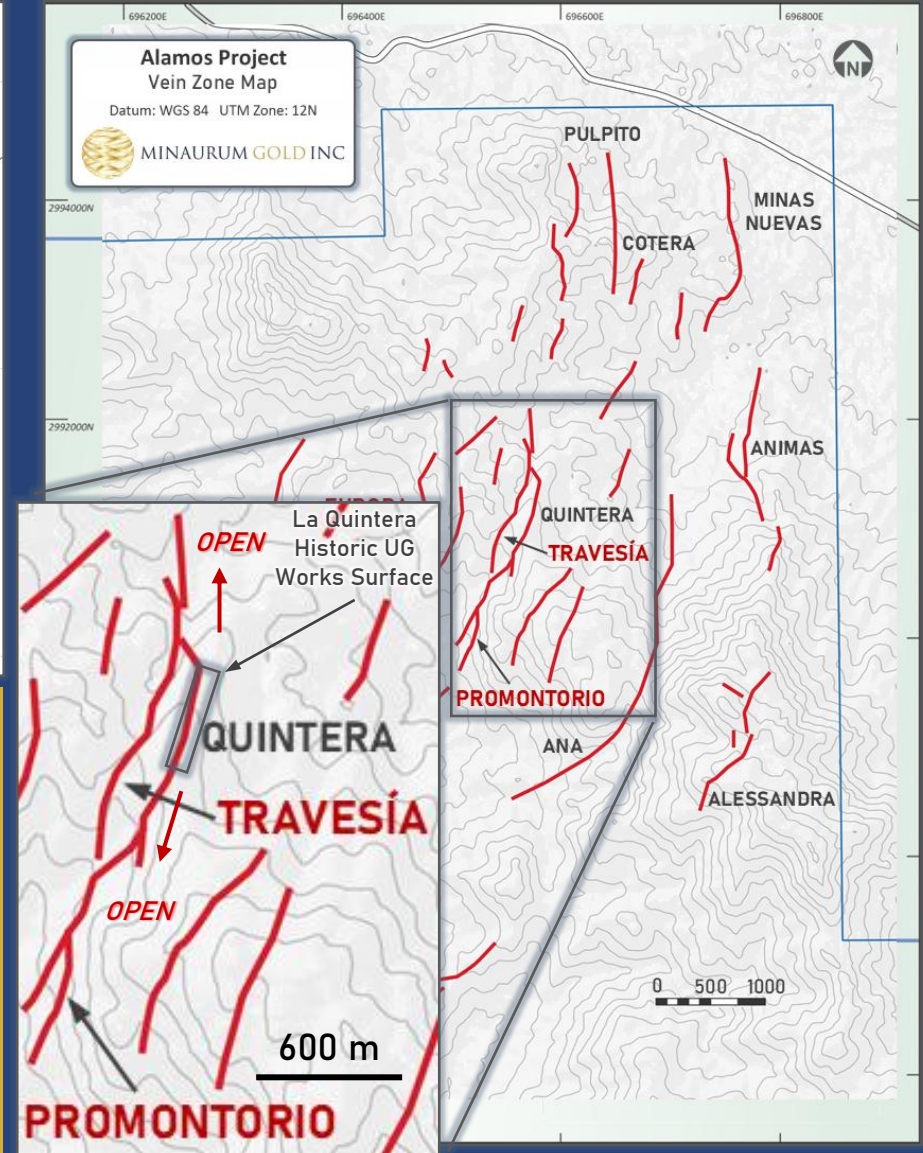 696200E
696400E
696600E
696800E
Alamos Project
Vein Zone Map
Datum: WGS 84 UTM Zone: 12N
MINAURUM GOLD INC
N
2994000N
2992000N
PULPITO
MINAS
NUEVAS
COTERA
ANIMAS
QUINTERA
TRAVESÍA
PROMONTORIO
ANA
ALESSANDRA
0 500 1000
La Quintera
Historic UG
Works Surface
OPEN
QUINTERA
TRAVESÍA
OPEN
600 m
PROMONTORIO